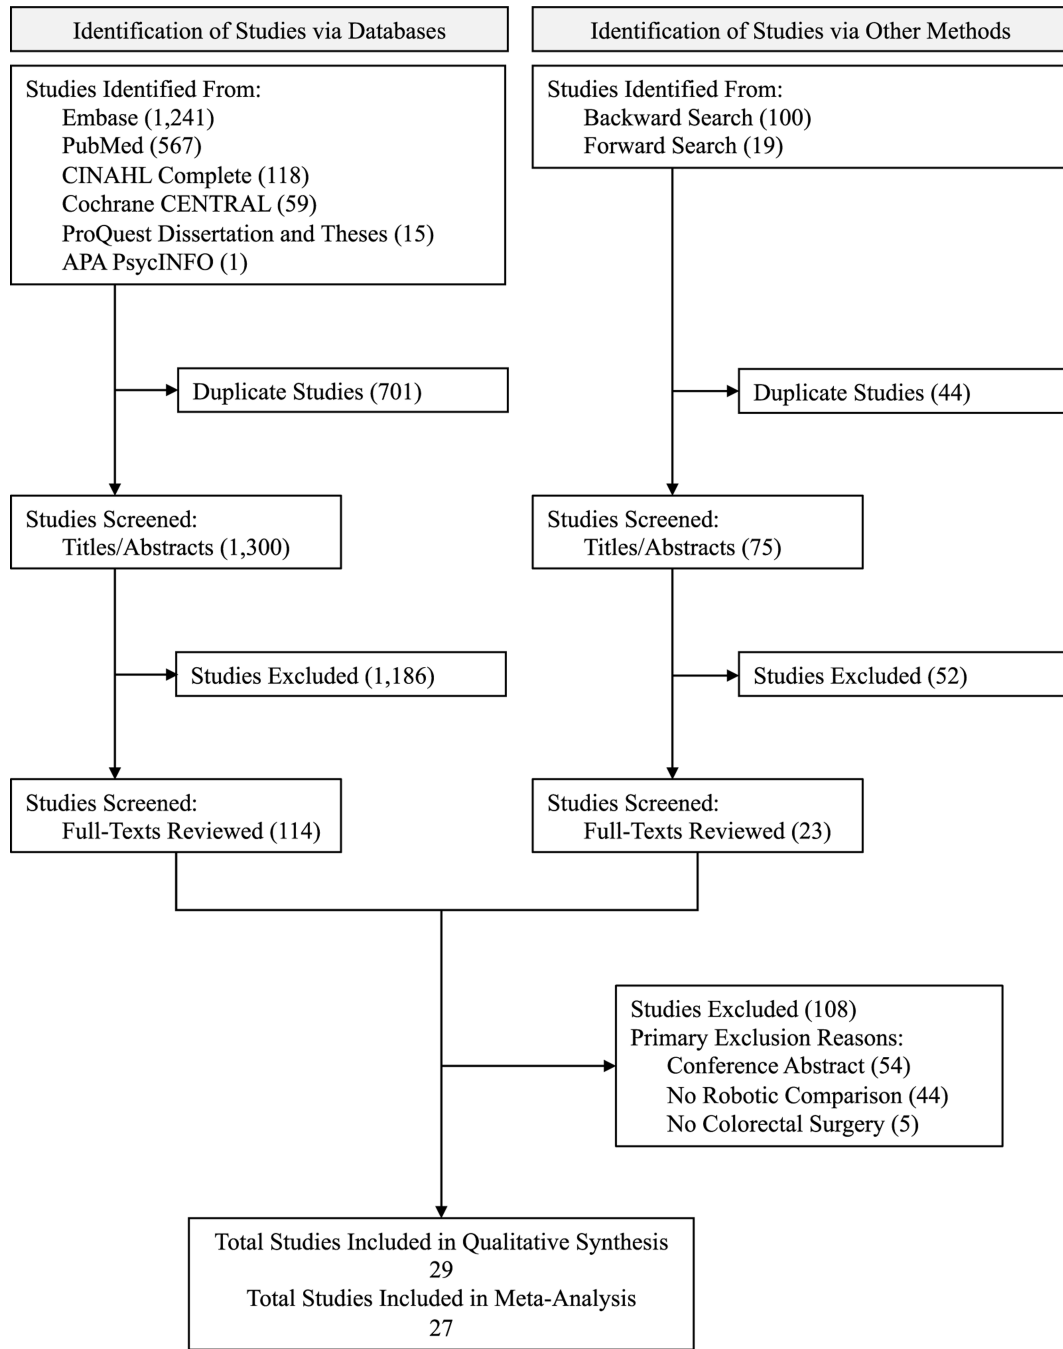 Identification of Studies via Databases
Studies Identified From:
Embase (1,241)
PubMed (567)
CINAHL Complete (118)
Cochrane CENTRAL (59)
ProQuest Dissertation and Theses (15)
APA PsycINFO (1)
Duplicate Studies (701)
Studies Screened:
Titles/Abstracts (1,300)
Studies Excluded (1,186)
Studies Screened:
Full-Texts Reviewed (114)
Identification of Studies via Other Methods
Studies Identified From:
Backward Search (100)
Forward Search (19)
Duplicate Studies (44)
Studies Screened:
Titles/Abstracts (75)
Studies Excluded (52)
Studies Screened:
Full-Texts Reviewed (23)
Studies Excluded (108)
Primary Exclusion Reasons:
Conference Abstract (54)
No Robotic Comparison (44)
No Colorectal Surgery (5)
Total Studies Included in Qualitative Synthesis
29
Total Studies Included in Meta-Analysis
27